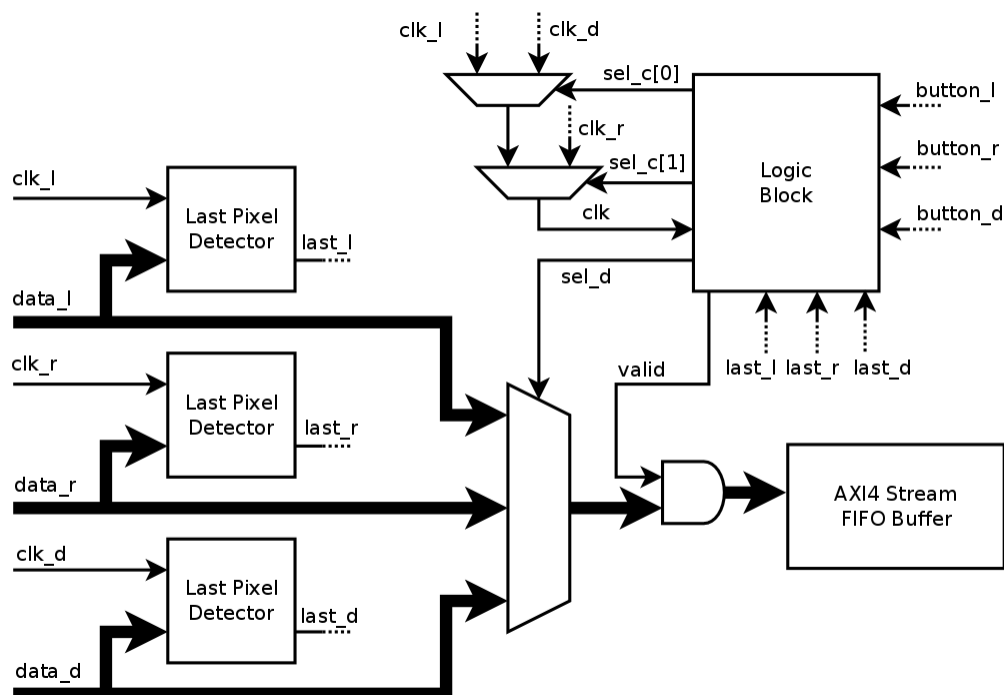 clk_l
clk_d
sel_c[0]
button_l
clk_r
button_r
sel_c[1]
Logic
Block
clk_l
Last Pixel
Detector
clk
button_d
last_l
sel_d
data_l
clk_r
valid
last_l
last_r
last_d
Last Pixel
Detector
last_r
data_r
AXI4 Stream
FIFO Buffer
clk_d
Last Pixel
Detector
last_d
data_d